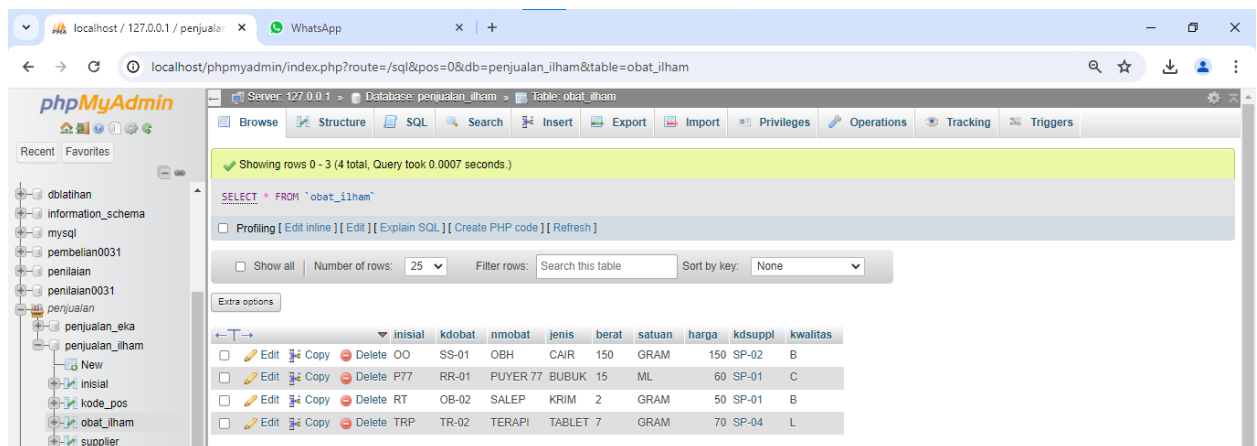 localhost / 127.0.0.1 / penjualan
WhatsApp
localhost/phpmyadmin/index.php?route=/sql&pos=0&db=penjualan_ilham&table=obat_ilham
phpMyAdmin
Recent Favorites
dblatihan
information_schema
mysql
pembelian0031
penilaian
penilaian0031
penjualan
penjualan_eka
penjualan_ilham
New
inisial
kode_pos
obat_ilham
supplier
Server: 127.0.0.1 » Database: penjualan_ilham » Table: obat_ilham
Browse Structure SQL Search Insert Export Import Privileges Operations Tracking Triggers
Showing rows 0 - 3 (4 total, Query took 0.0007 seconds.)
SELECT * FROM `obat_ilham`
Profiling [ Edit inline ] [ Edit ] [ Explain SQL ] [ Create PHP code ] [ Refresh ]
Show all | Number of rows: 25 Filter rows: Search this table Sort by key: None
Extra options
←T→ inisial kdobat nmobat jenis berat satuan harga kdsuppl kwalitas
Edit Copy Delete OO SS-01 OBH CAIR 150 GRAM 150 SP-02 B
Edit Copy Delete P77 RR-01 PUYER 77 BUBUK 15 ML 60 SP-01 C
Edit Copy Delete RT OB-02 SALEP KRIM 2 GRAM 50 SP-01 B
Edit Copy Delete TRP TR-02 TERAPI TABLET 7 GRAM 70 SP-04 L